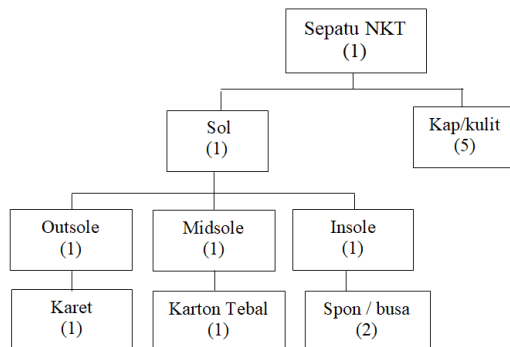 Sepatu NKT
(1)
Sol
(1)
Kap/kulit
(5)
Outsole
(1)
Midsole
(1)
Insole
(1)
Karet
(1)
Karton Tebal
(1)
Spon / busa
(2)